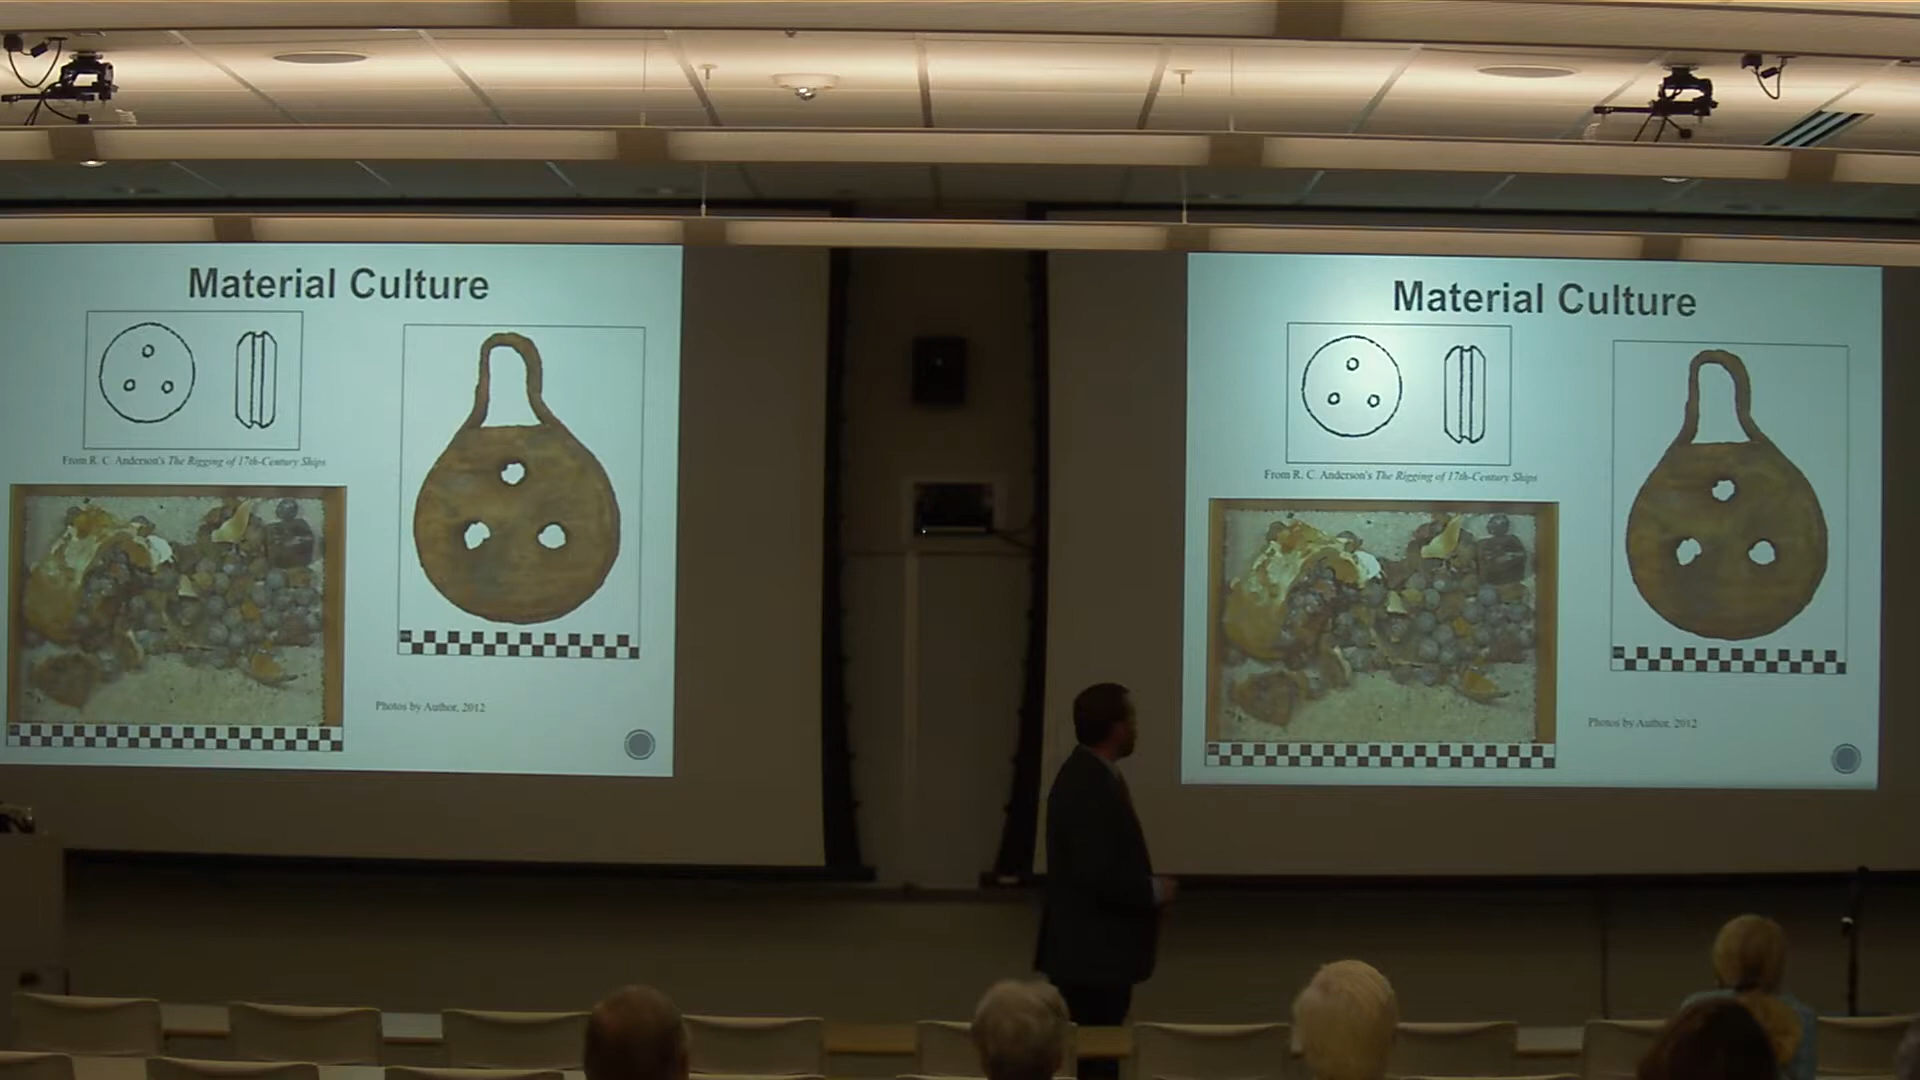 Material Culture
From R. C. Anderson's The Rigging of 17th-Century Ships
Photos by Author, 2012
Material Culture
From R. C. Anderson's The Rigging of 17th-Century Ships
Photos by Author, 2012